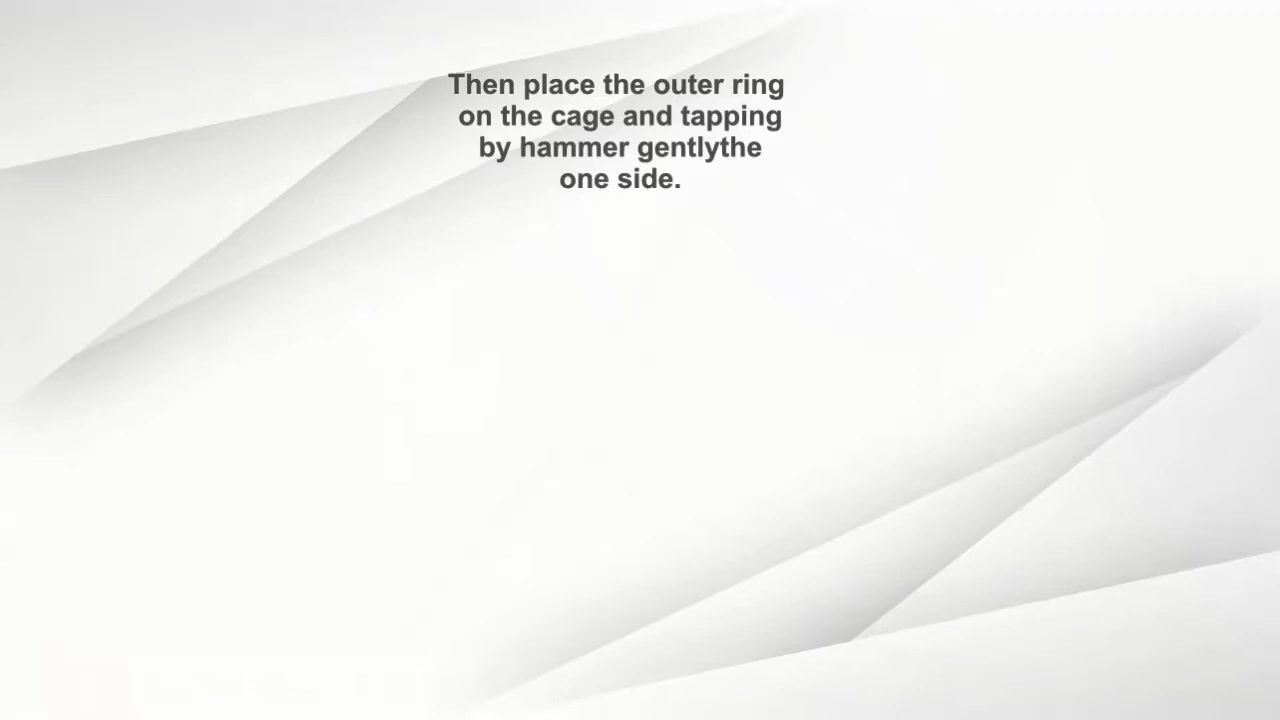 Then place the outer ring
on the cage and tapping
by hammer gentlythe
one side.